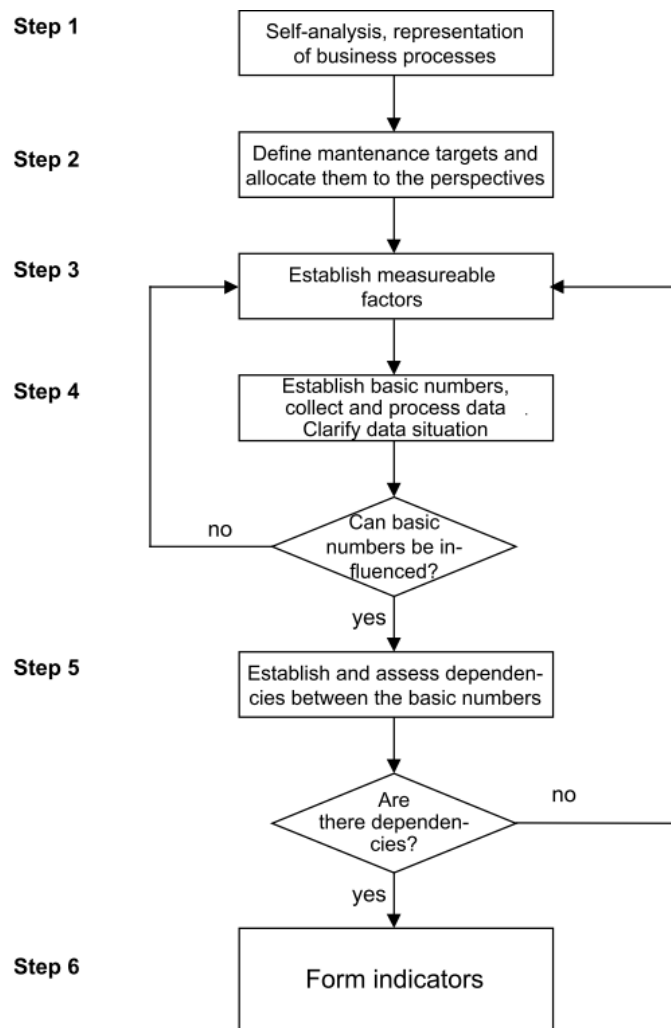 Step 1
Self-analysis, representation
of business processes
Step 2
Define mantenance targets and
allocate them to the perspectives
Step 3
Establish measureable
factors
Step 4
Establish basic numbers,
collect and process data .
Clarify data situation
no
Can basic
numbers be in-
fluenced?
yes
Step 5
Establish and assess dependen-
cies between the basic numbers
Are
there dependen-
cies?
no
yes
Step 6
Form indicators